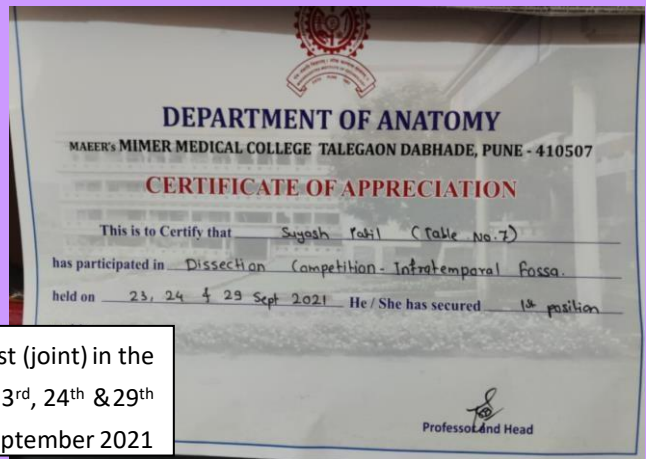 DEPARTMENT OF ANATOMY
MAEER's MIMER MEDICAL COLLEGE TALEGAON DABHADE, PUNE - 410507
CERTIFICATE OF APPRECIATION
This is to Certify that Suyash Patil (Table No.7)
has participated in Dissection Competition - Infratemporal Fossa.
held on 23, 24 & 29 Sept 2021 He / She has secured 1st position
Professor and Head
st (joint) in the
3rd, 24th &29th
ptember 2021